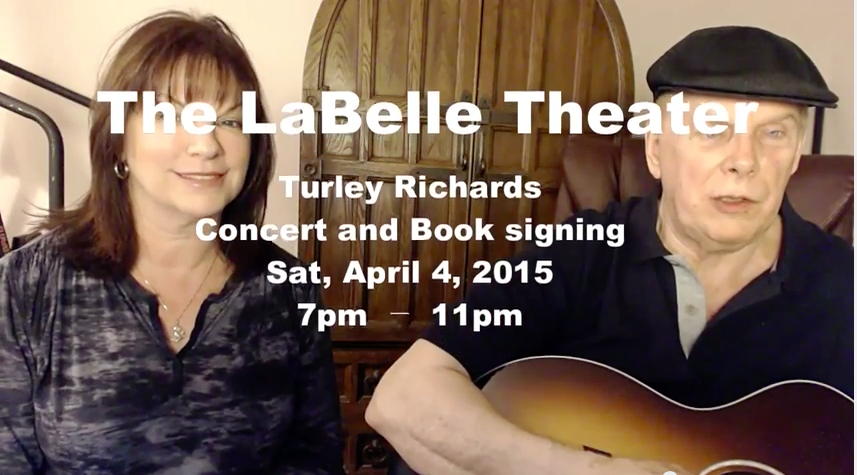 The LaBelle Theater
Turley Richards
Concert and Book signing
Sat, April 4, 2015
7pm — 11pm